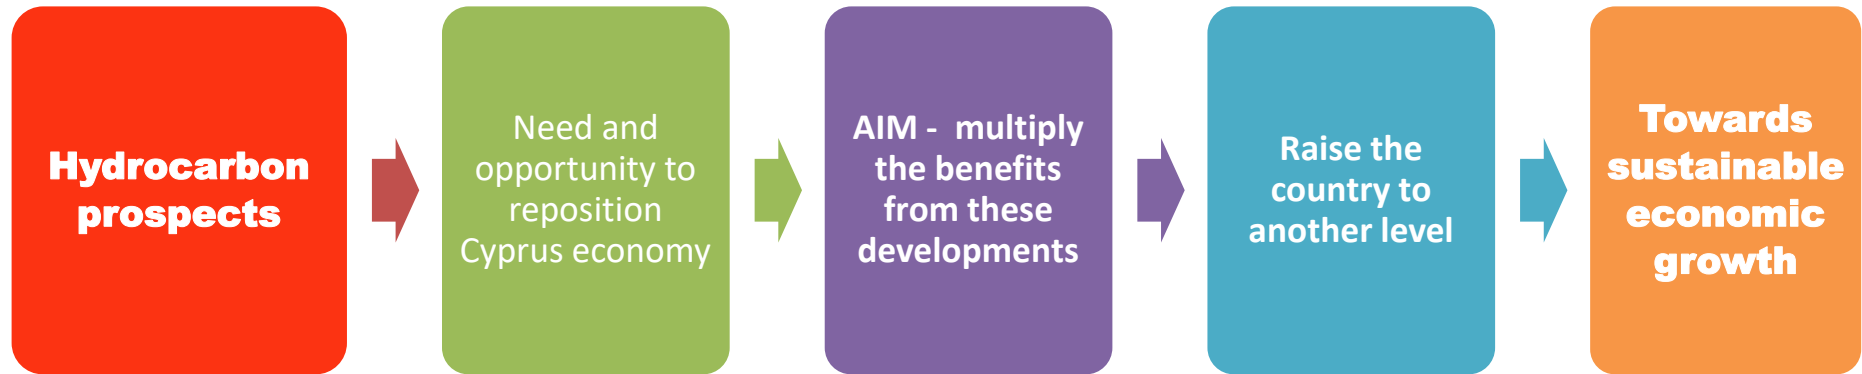 Hydrocarbon
prospects
Need and
opportunity to
reposition
Cyprus economy
AIM -  multiply
the benefits
from these
developments
Raise the
country to
another level
Towards
sustainable
economic
growth